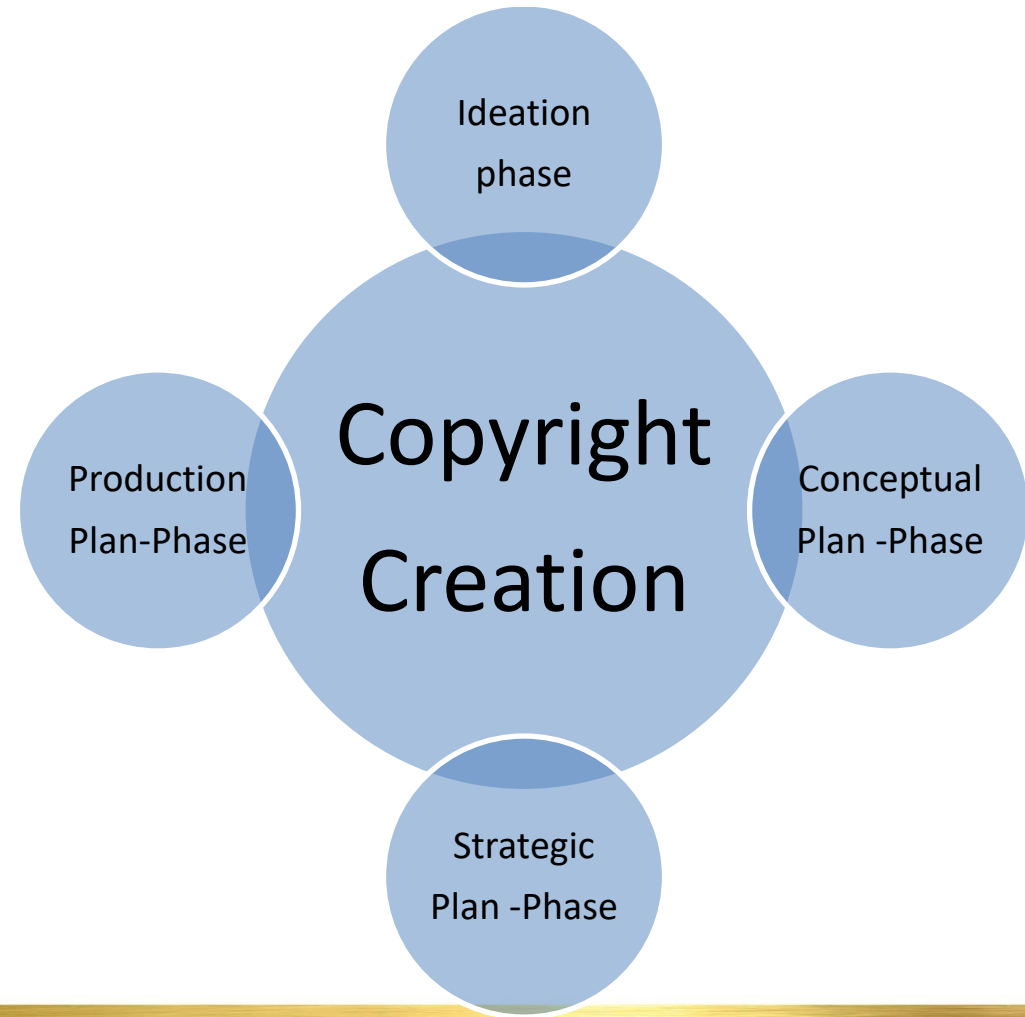 Ideation
phase
Copyright
Creation
Conceptual
Plan -Phase
Strategic
Plan -Phase
Production
Plan-Phase